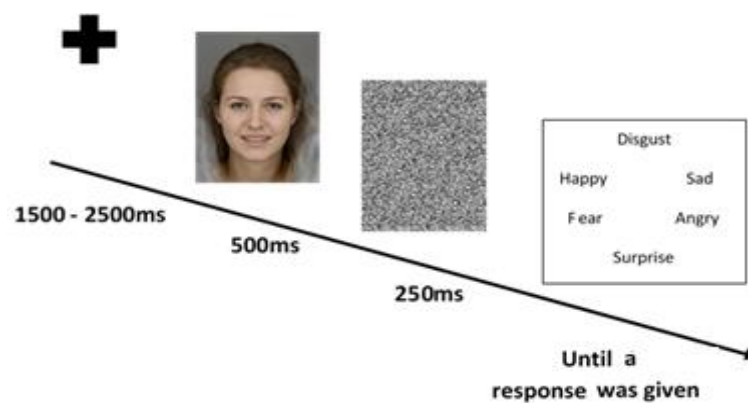 Disgust
Happy Sad
Fear Angry
Surprise
1500 - 2500ms
500ms
250ms
Until a
response was given